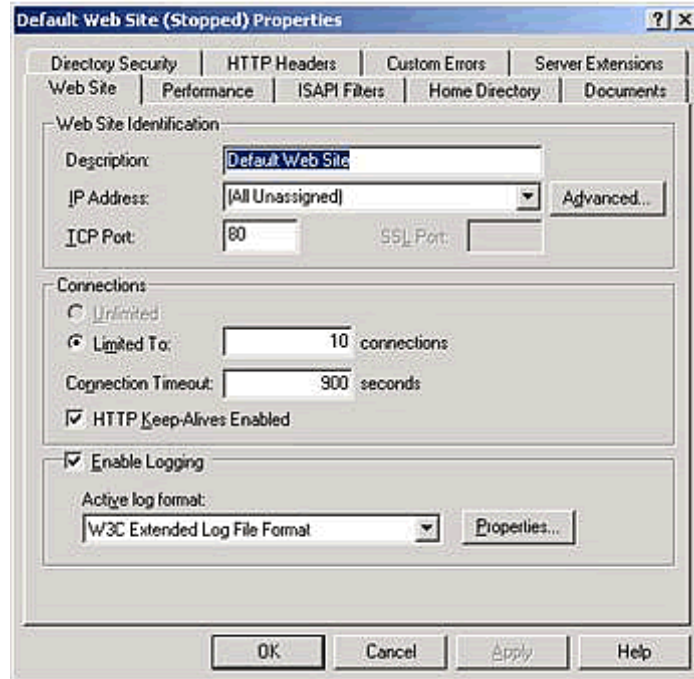 Default Web Site (Stopped) Properties
Directory Security HTTP Headers Custom Errors Server Extensions
Web Site Performance ISAPI Filters Home Directory Documents
Web Site Identification
Description: Default Web Site
IP Address: (All Unassigned) Advanced...
TCP Port: 80 SSL Port:
Connections
Unlimited
Limited To: 10 connections
Connection Timeout: 900 seconds
HTTP Keep-Alives Enabled
Enable Logging
Active log format:
W3C Extended Log File Format Properties...
OK Cancel Apply Help